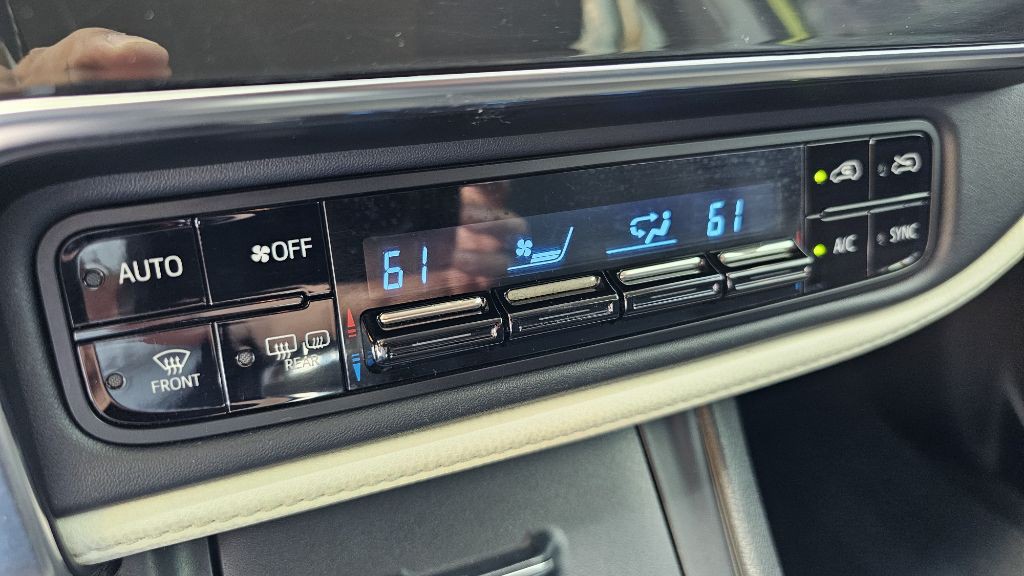 AUTO
OFF
FRONT
REAR
61
61
A/C
SYNC